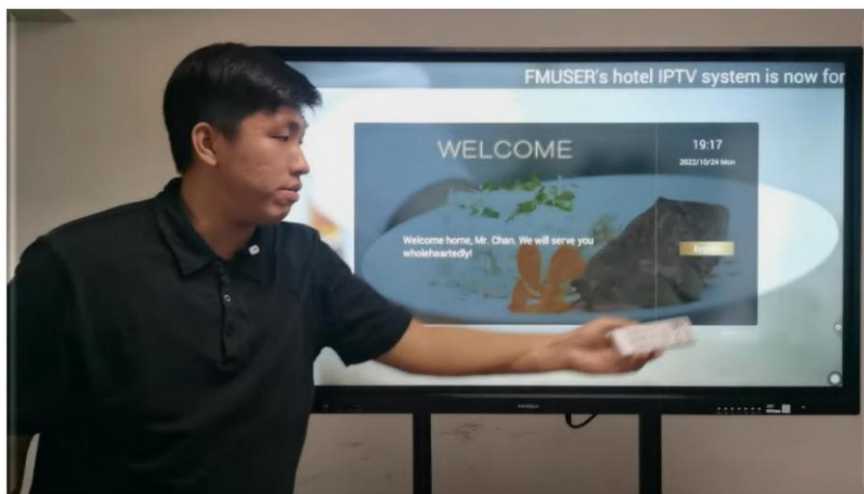 FMUSER's hotel IPTV system is now for
WELCOME
19:17
2022/10/24 Mon
Welcome home, Mr. Chan. We will serve you
wholeheartedly!